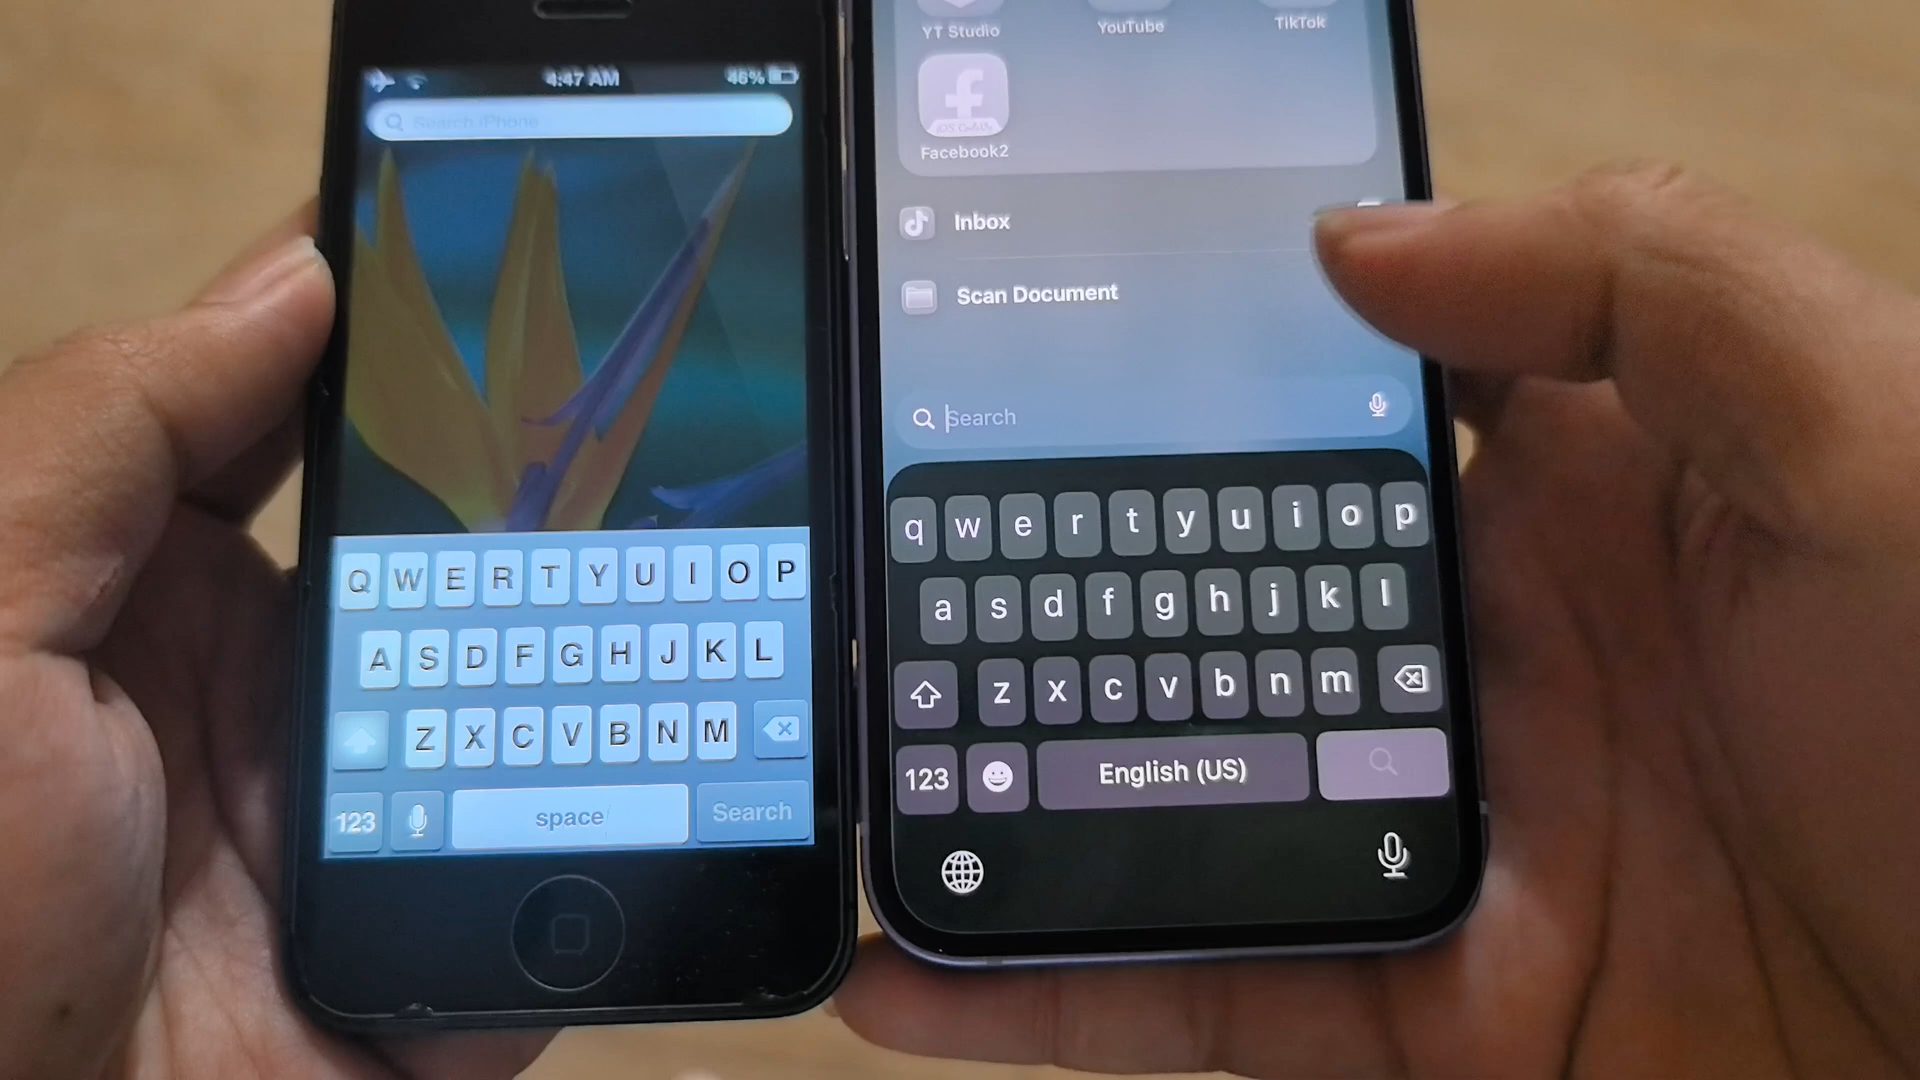 4:47 AM
46%
Search iPhone
Q W E R T Y U I O P
A S D F G H J K L
Z X C V B N M
123
space
Search
YT Studio
YouTube
TikTok
Facebook2
Inbox
Scan Document
Search
q w e r t y u i o p
a s d f g h j k l
z x c v b n m
123
English (US)